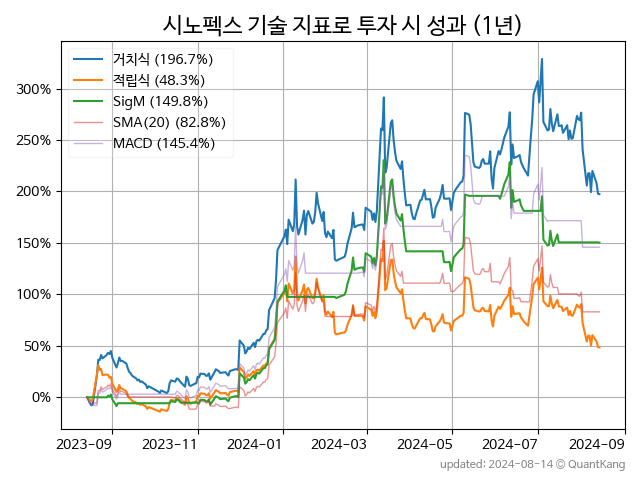 시노펙스 기술 지표로 투자 시 성과 (1년)
거치식 (196.7%)
적립식 (48.3%)
SigM (149.8%)
SMA(20) (82.8%)
MACD (145.4%)
300%
250%
200%
150%
100%
50%
0%
2023-09 2023-11 2024-01 2024-03 2024-05 2024-07 2024-09
updated: 2024-08-14 © QuantKang